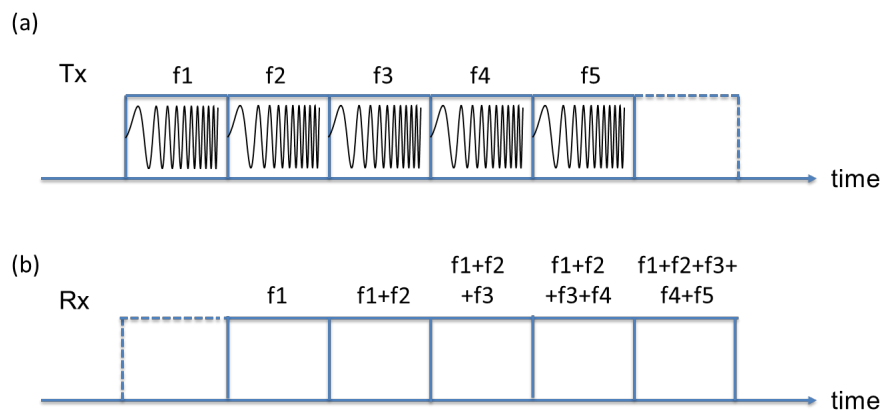 (a)
Tx f1 f2 f3 f4 f5
time
(b)
f1+f2 f1+f2 f1+f2+f3+
Rx f1 f1+f2 +f3 +f3+f4 f4+f5
time